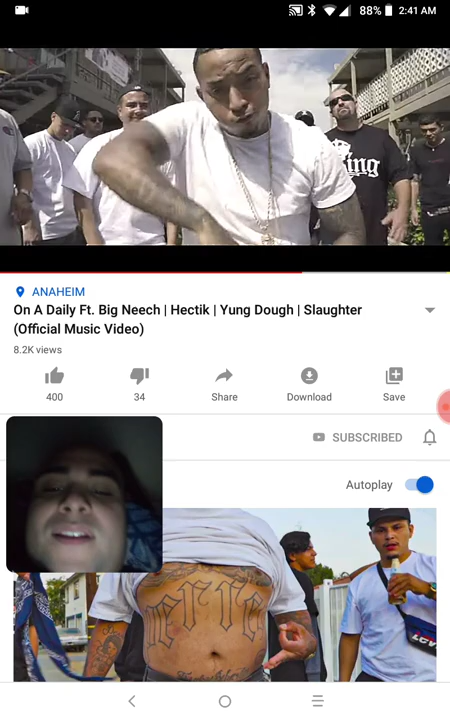 88% 2:41 AM
ing
ANAHEIM
On A Daily Ft. Big Neech | Hectik | Yung Dough | Slaughter
(Official Music Video)
8.2K views
400 34 Share Download Save
SUBSCRIBED
Autoplay